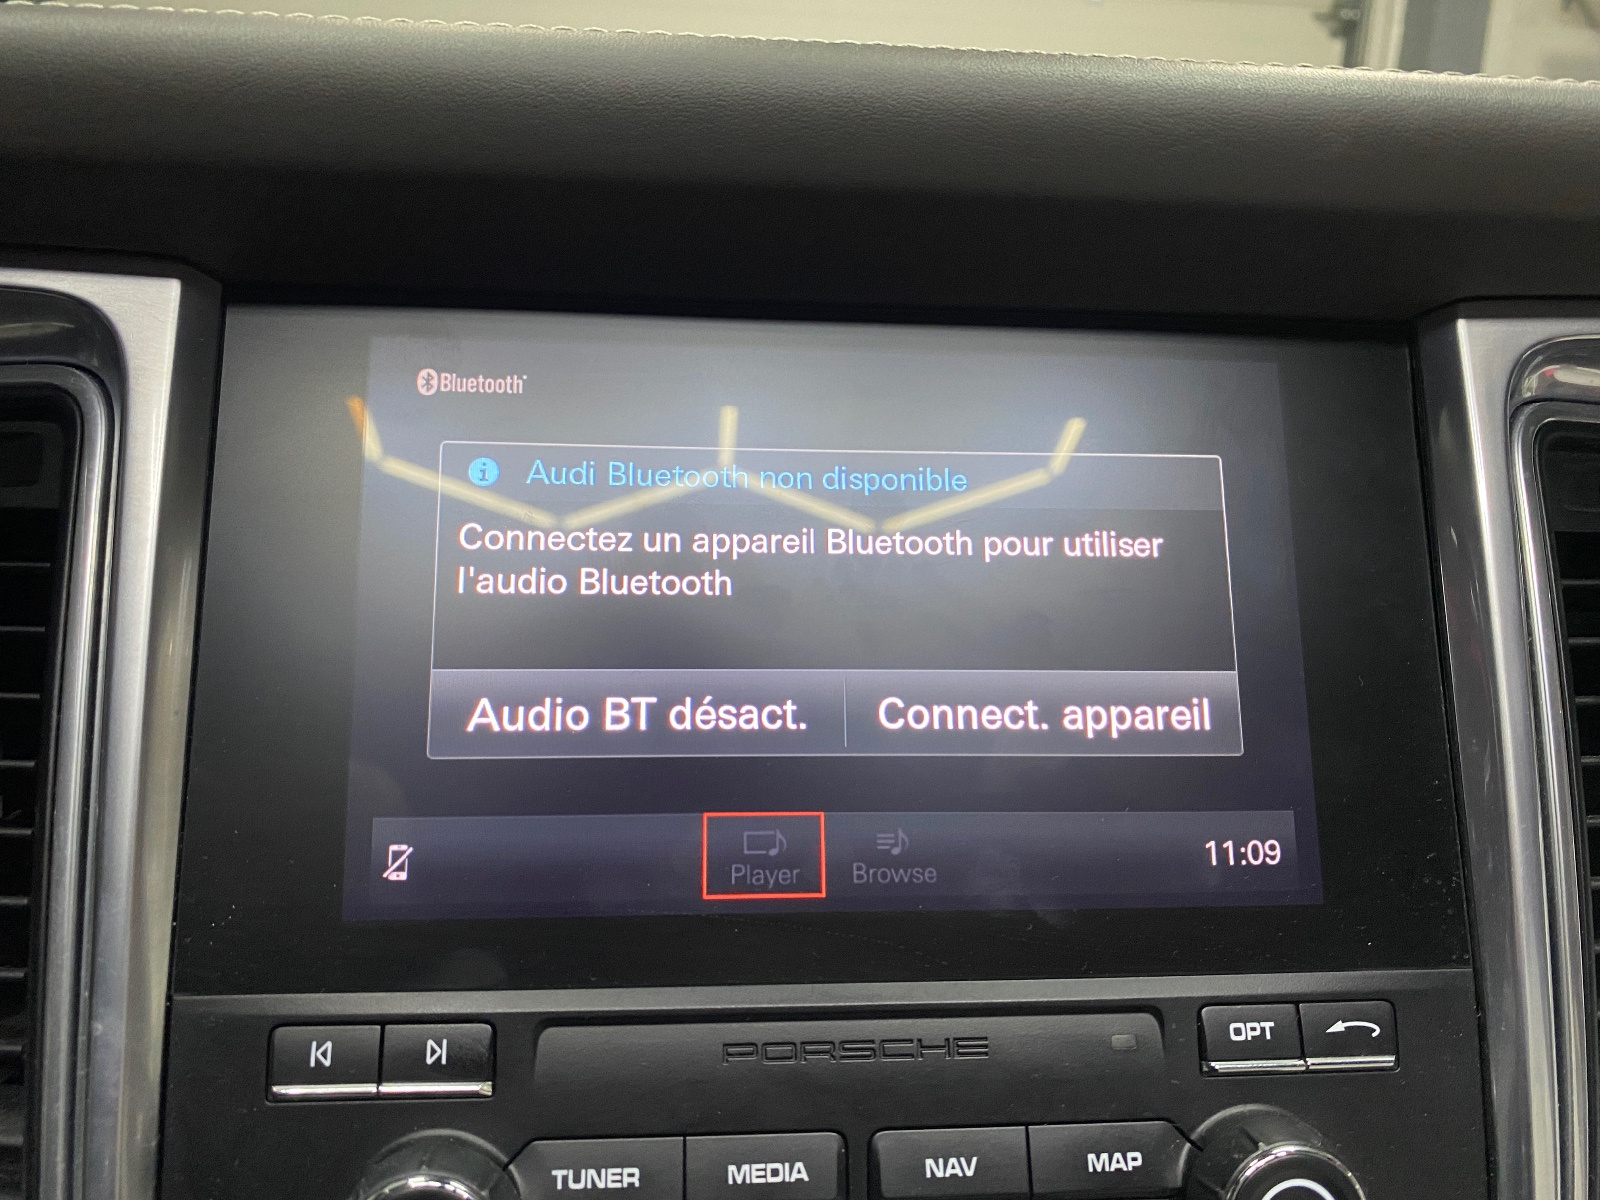 Bluetooth
Audi Bluetooth non disponible
Connectez un appareil Bluetooth pour utiliser
l'audio Bluetooth
Audio BT désact.
Connect. appareil
Player
Browse
11:09
PORSCHE
OPT
TUNER
MEDIA
NAV
MAP